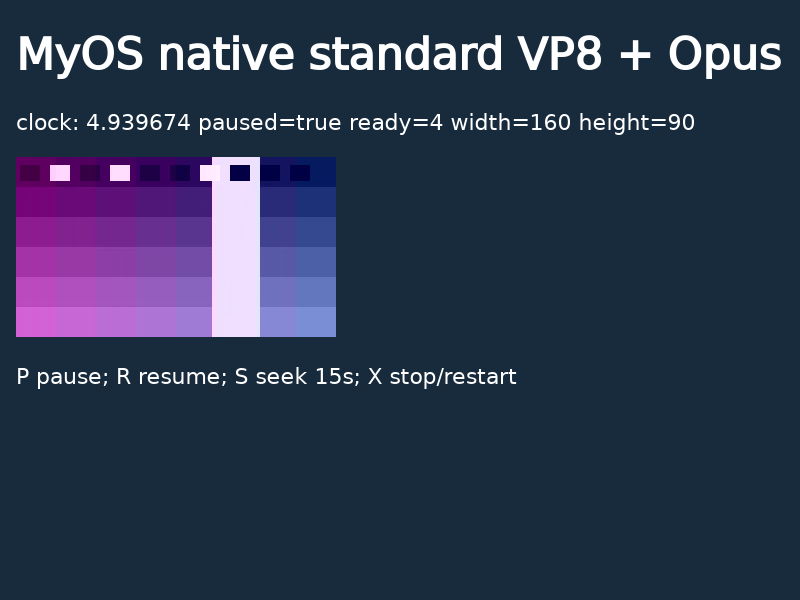 MyOS native standard VP8 + Opus
clock: 4.939674 paused=true ready=4 width=160 height=90
P pause; R resume; S seek 15s; X stop/restart